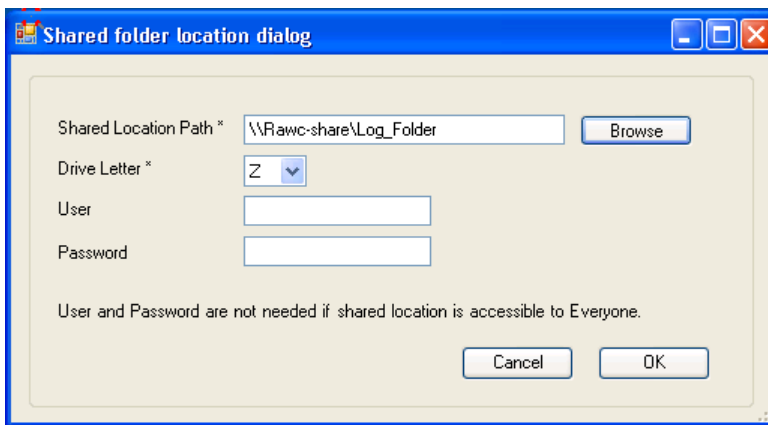 Shared folder location dialog
Shared Location Path * \\Rawc-share\Log_Folder Browse
Drive Letter * Z
User
Password
User and Password are not needed if shared location is accessible to Everyone.
Cancel OK